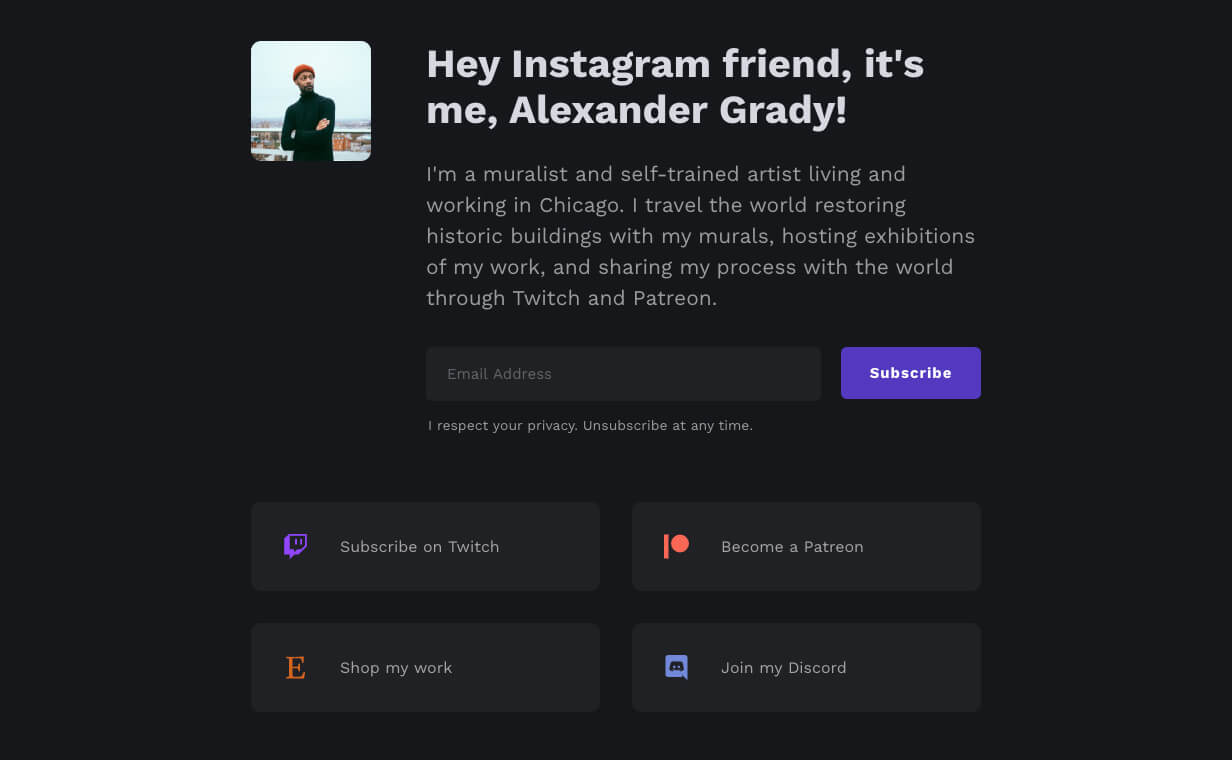 Hey Instagram friend, it's
me, Alexander Grady!
I'm a muralist and self-trained artist living and
working in Chicago. I travel the world restoring
historic buildings with my murals, hosting exhibitions
of my work, and sharing my process with the world
through Twitch and Patreon.
Email Address
Subscribe
I respect your privacy. Unsubscribe at any time.
Subscribe on Twitch
Become a Patreon
E
Shop my work
Join my Discord